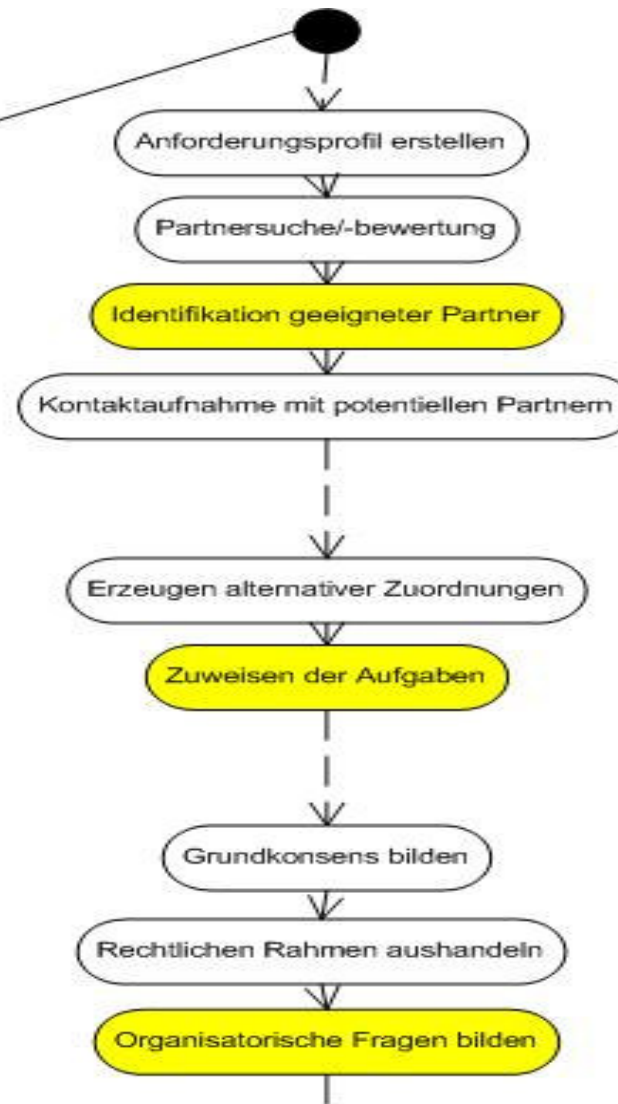 Anforderungsprofil erstellen
Partnersuche/-bewertung
Identifikation geeigneter Partner
Kontaktaufnahme mit potentiellen Partnern
Erzeugen alternativer Zuordnungen
Zuweisen der Aufgaben
Grundkonsens bilden
Rechtlichen Rahmen aushandeln
Organisatorische Fragen bilden